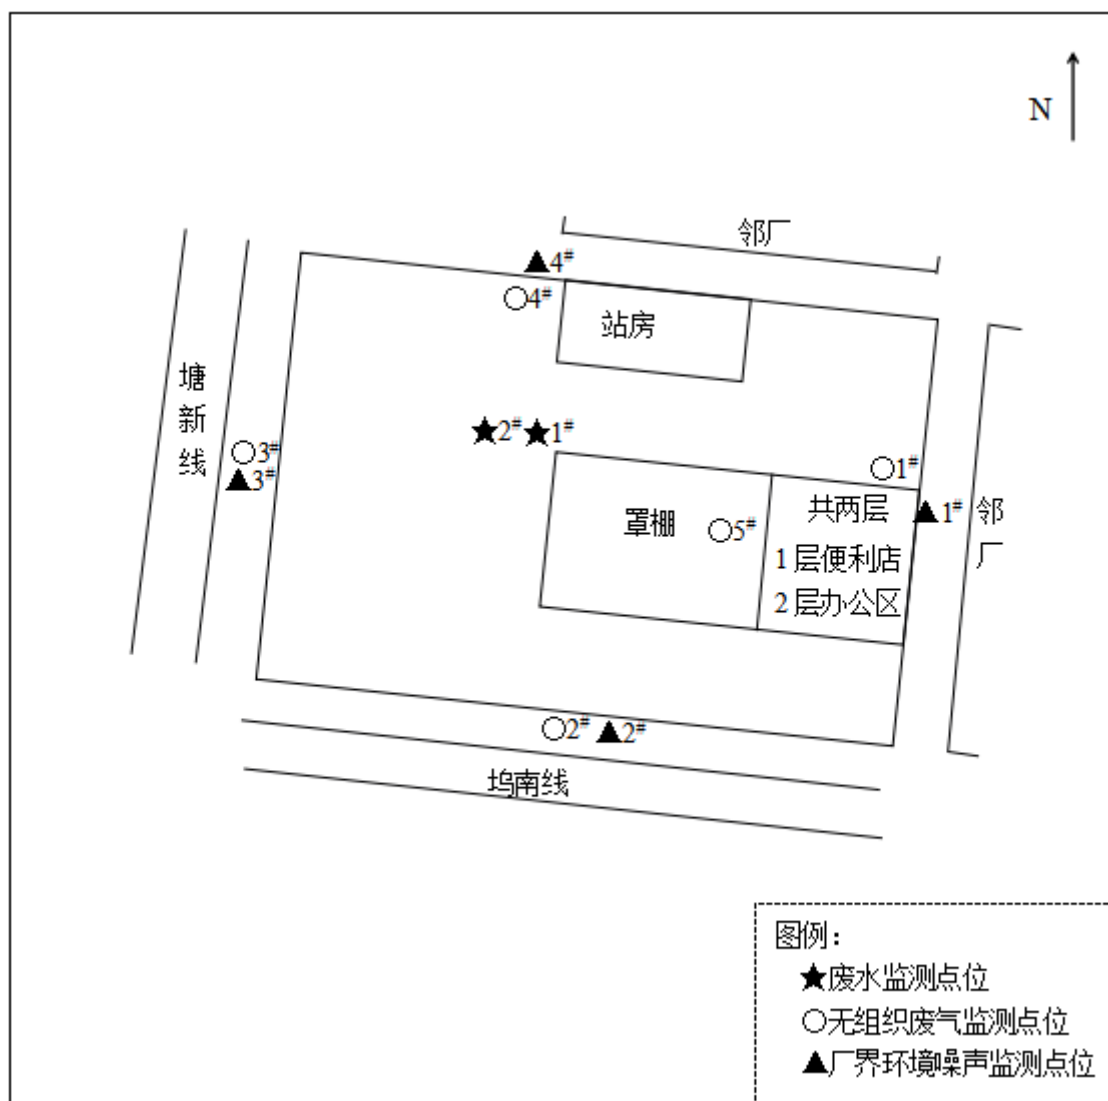 N
邻厂
▲4#
○4#
站房
塘新线
★2#★1#
○3#
▲3#
○1#
共两层
▲1#
邻厂
罩棚
○5#
1层便利店
2层办公区
○2#▲2#
坞南线
图例：
★废水监测点位
○无组织废气监测点位
▲厂界环境噪声监测点位